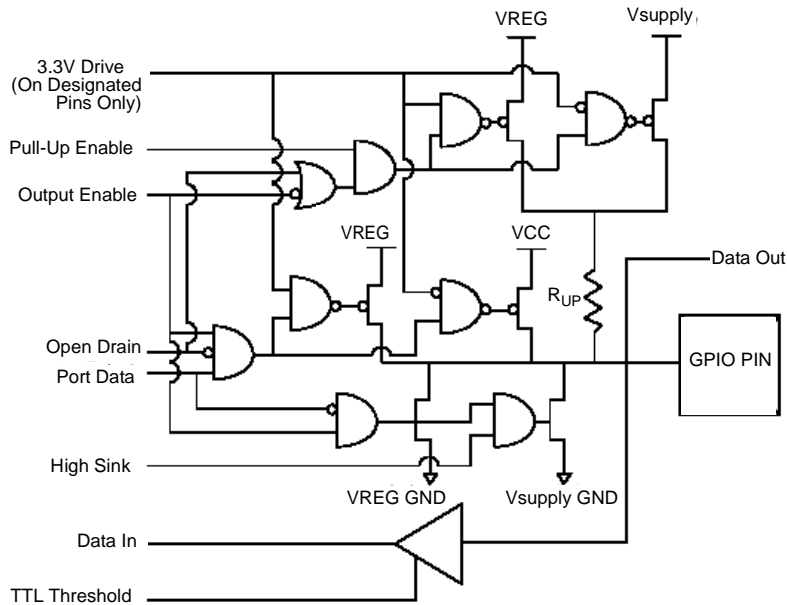 VREG
Vsupply
3.3V Drive
(On Designated
Pins Only)
Pull-Up Enable
Output Enable
VREG
VCC
Data Out
RUP
Open Drain
Port Data
GPIO PIN
High Sink
VREG GND
Vsupply GND
Data In
TTL Threshold